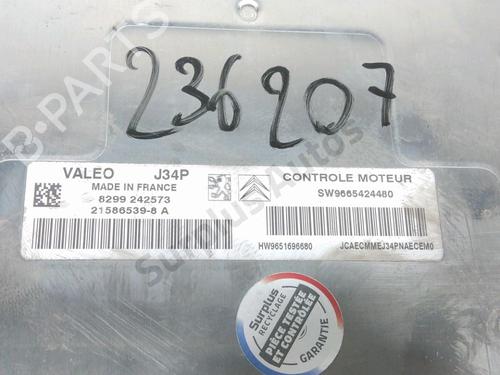 236207
VALEO J34P
MADE IN FRANCE
8299 242573
21586539-8 A
CONTROLE MOTEUR
SW9665424480
HW9651696680
JCAECMMEJ34PNAECEM0
Surplus
RECYCLAGE
PIÈCE TESTÉE
ET CONTRÔLÉE
GARANTIE
B-PARTS
Surplus Autos